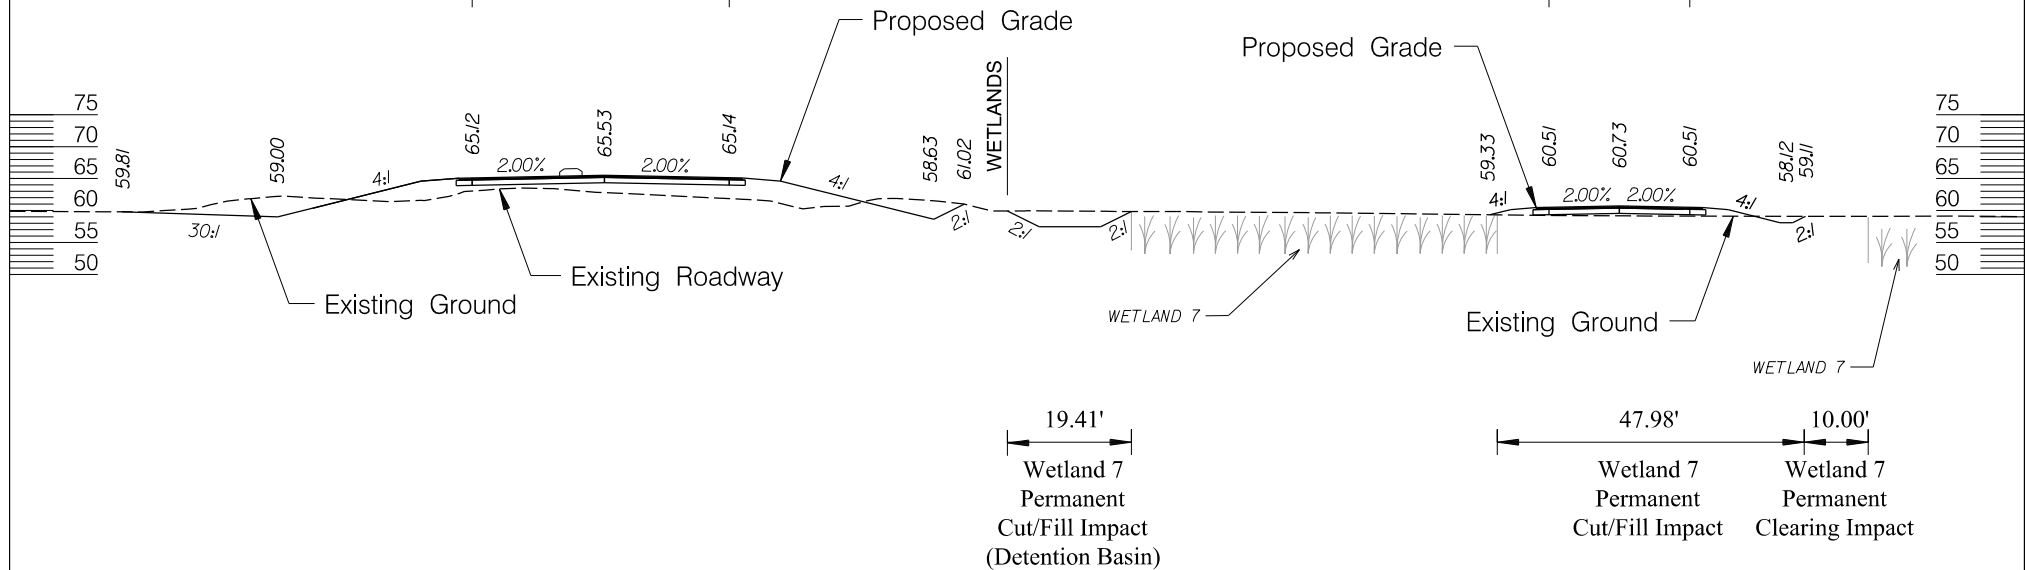 Proposed Grade
Proposed Grade
WETLANDS
75
70
65
60
55
50
59.81
59.00
65.12
65.53
65.14
58.63
61.02
59.33
60.51
60.73
60.51
58.12
59.11
75
70
65
60
55
50
30:1
4:1
2.00%
2.00%
4:1
2:1
2:1
2:1
4:1
2.00%
2.00%
4:1
2:1
Existing Ground
Existing Roadway
WETLAND 7
Existing Ground
WETLAND 7
19.41'
Wetland 7
Permanent
Cut/Fill Impact
(Detention Basin)
47.98'
Wetland 7
Permanent
Cut/Fill Impact
10.00'
Wetland 7
Permanent
Clearing Impact